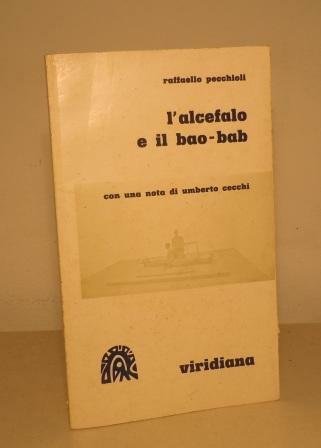 raffaello pecchioli
l'alcefalo
e il bao-bab
con una nota di umberto cecchi
viridiana